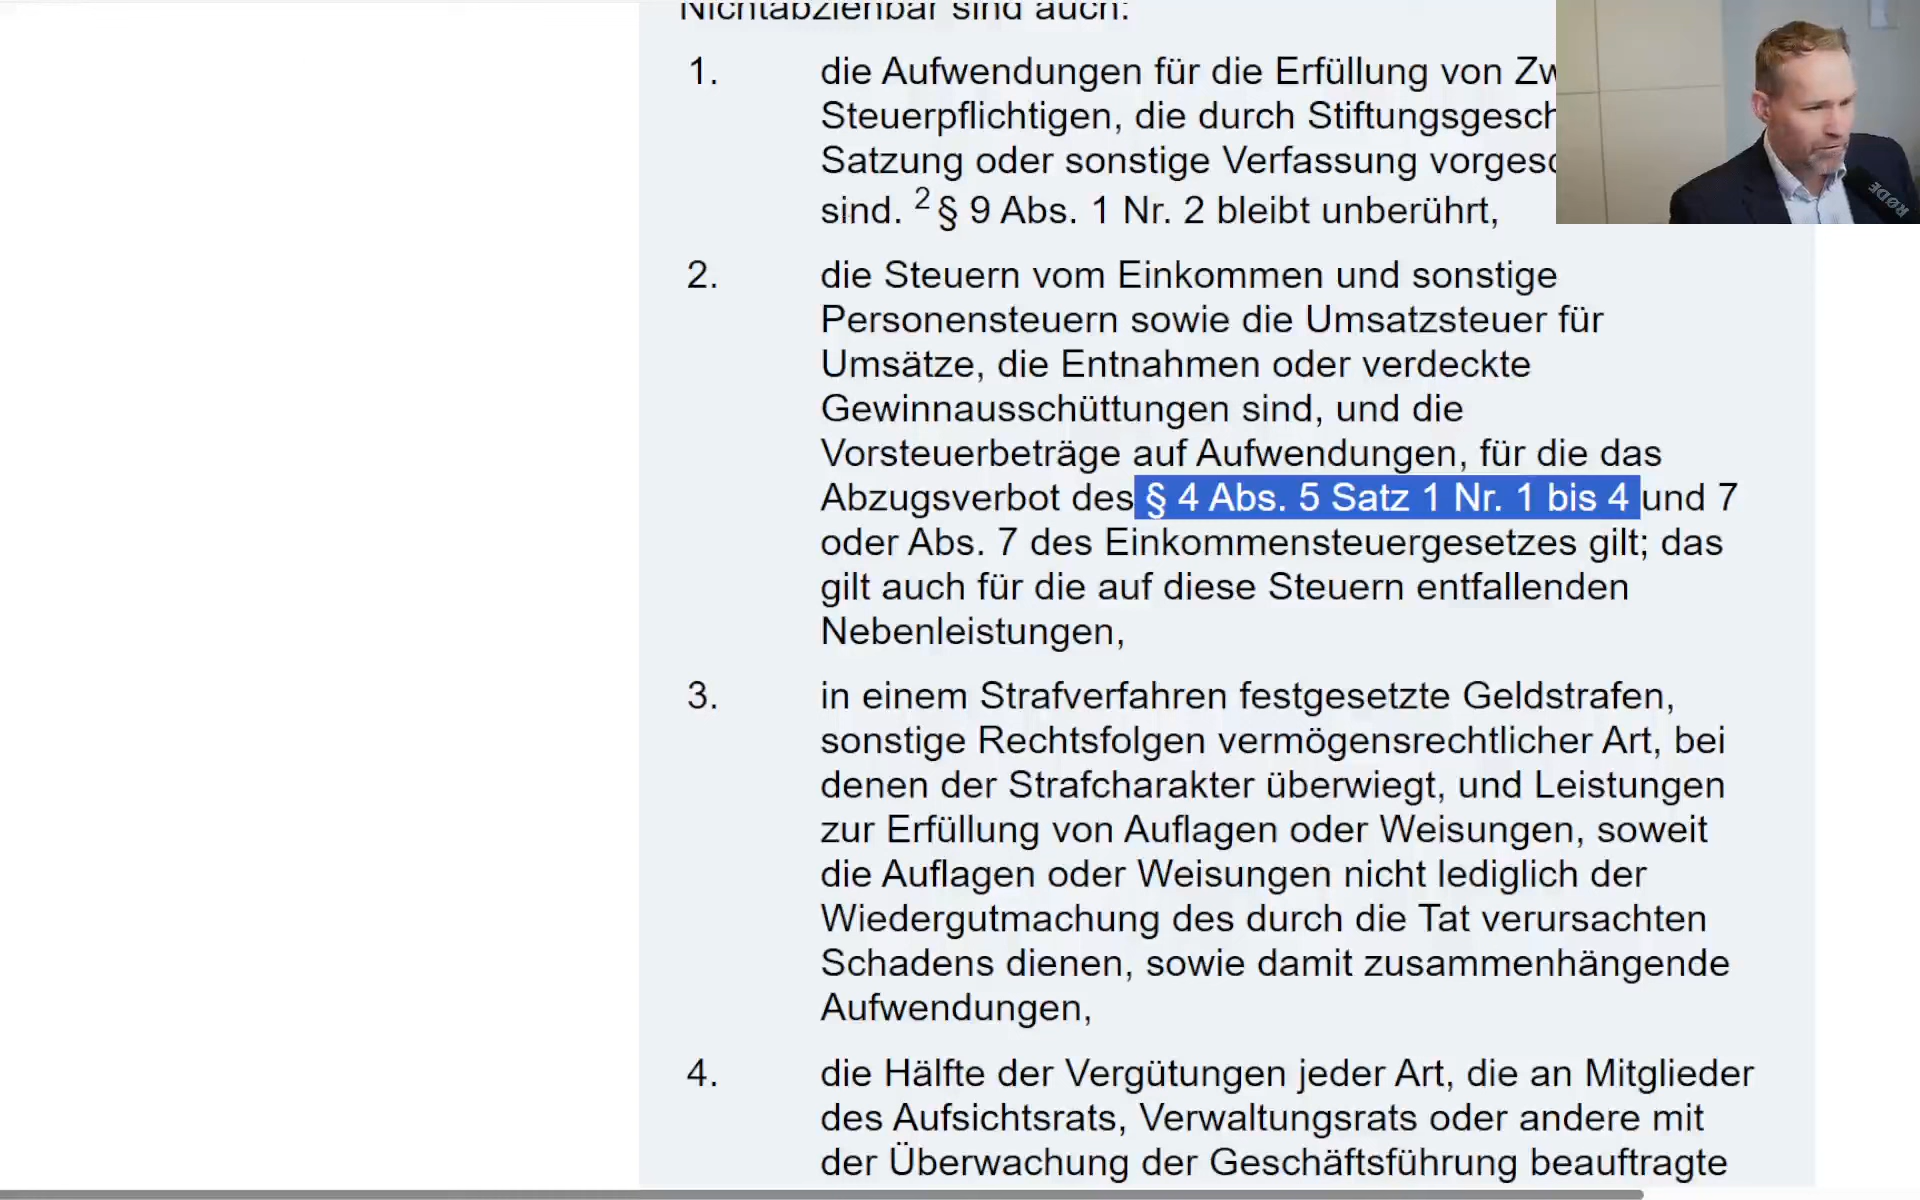 Nichtabziehbar sind auch:
1. die Aufwendungen für die Erfüllung von
Steuerpflichtigen, die durch
Satzung oder sonstige Verfassung
sind. ² § 9 Abs. 1 Nr. 2 bleibt unberührt,
2. die Steuern vom Einkommen und sonstige
Personensteuern sowie die Umsatzsteuer für
Umsätze, die Entnahmen oder verdeckte
Gewinnausschüttungen sind, und die
Vorsteuerbeträge auf Aufwendungen, für die das
Abzugsverbot des § 4 Abs. 5 Satz 1 Nr. 1 bis 4 und 7
oder Abs. 7 des Einkommensteuergesetzes gilt; das
gilt auch für die auf diese Steuern entfallenden
Nebenleistungen,
3. in einem Strafverfahren festgesetzte Geldstrafen,
sonstige Rechtsfolgen vermögensrechtlicher Art, bei
denen der Strafcharakter überwiegt, und Leistungen
zur Erfüllung von Auflagen oder Weisungen, soweit
die Auflagen oder Weisungen nicht lediglich der
Wiedergutmachung des durch die Tat verursachten
Schadens dienen, sowie damit zusammenhängende
Aufwendungen,
4. die Hälfte der Vergütungen jeder Art, die an Mitglieder
des Aufsichtsrats, Verwaltungsrats oder andere mit
der Überwachung der Geschäftsführung beauftragte
RØDE